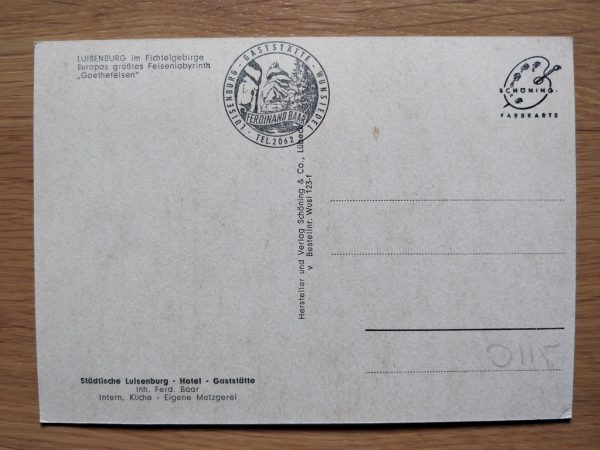 LUISENBURG im Fichtelgebirge
Europas größtes Felsenlabyrinth
„Goethefelsen"
LUISENBURG - GASTSTÄTTE - WUNSIEDEL
FERDINAND BAAR
TEL. 2062
SCHÖNING-
FARBKARTE
Hersteller und Verlag Schöning & Co., Lübeck
v Bestellnr. Wusi 125-f
Städtische Luisenburg - Hotel - Gaststätte
Inh. Ferd. Baar
Intern. Küche - Eigene Metzgerei